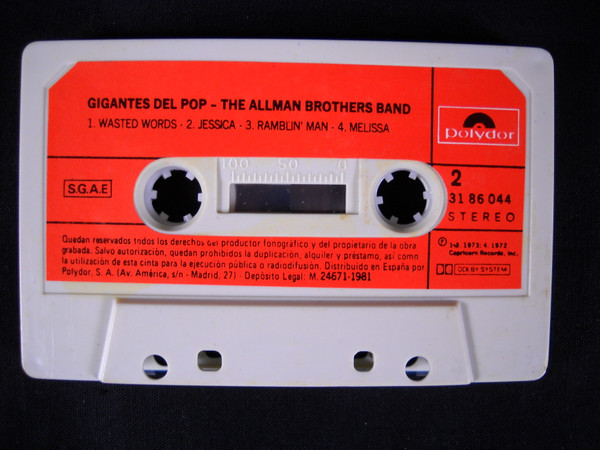 GIGANTES DEL POP - THE ALLMAN BROTHERS BAND
1. WASTED WORDS - 2. JESSICA - 3. RAMBLIN' MAN - 4. MELISSA
polydor
100 50 0
S.G.A.E
2
31 86 044
STEREO
Quedan reservados todos los derechos del productor fonográfico y del propietario de la obra
grabada. Salvo autorización, quedan prohibidos la duplicación, alquiler y préstamo, así como
la utilización de esta cinta para la ejecución pública o radiodifusión. Distribuido en España por
Polydor, S. A. (Av. América, s/n - Madrid, 27) - Depósito Legal: M. 24671-1981
Ⓟ 1-3: 1973; 4: 1972
Capricorn Records, Inc.
DOLBY SYSTEM